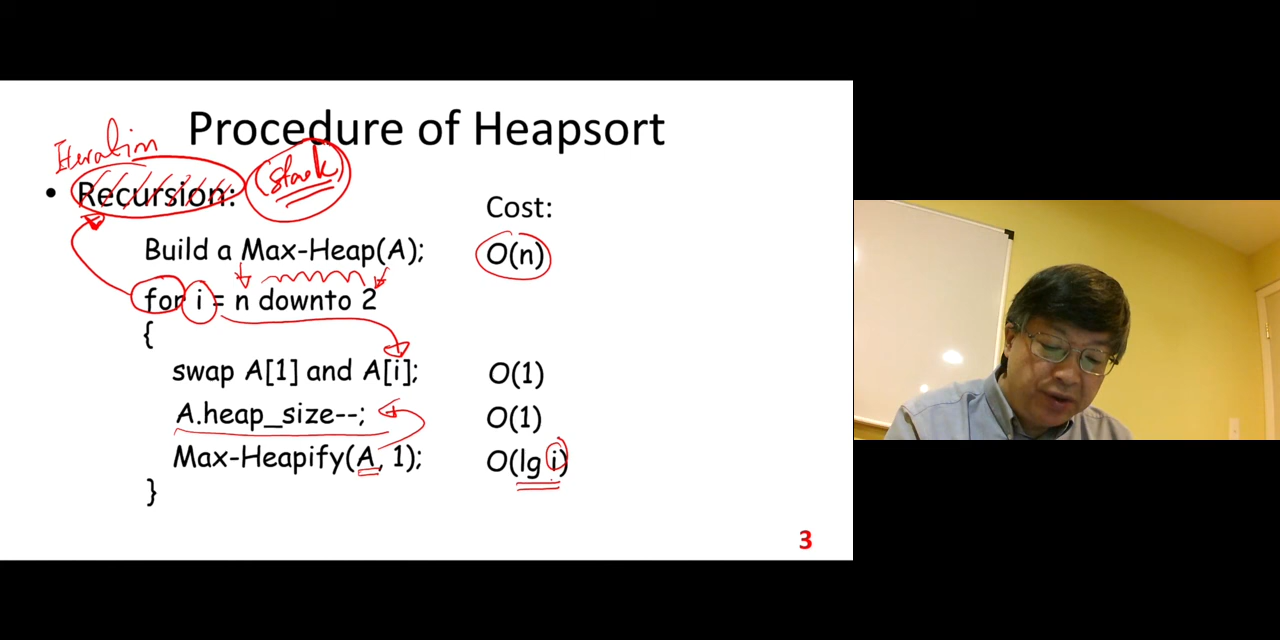 Procedure of Heapsort
Iteration
• Recursion: (stack)
Cost:
Build a Max-Heap(A); O(n)
for i = n downto 2
{
swap A[1] and A[i]; O(1)
A.heap_size--; O(1)
Max-Heapify(A, 1); O(lg i)
}
3